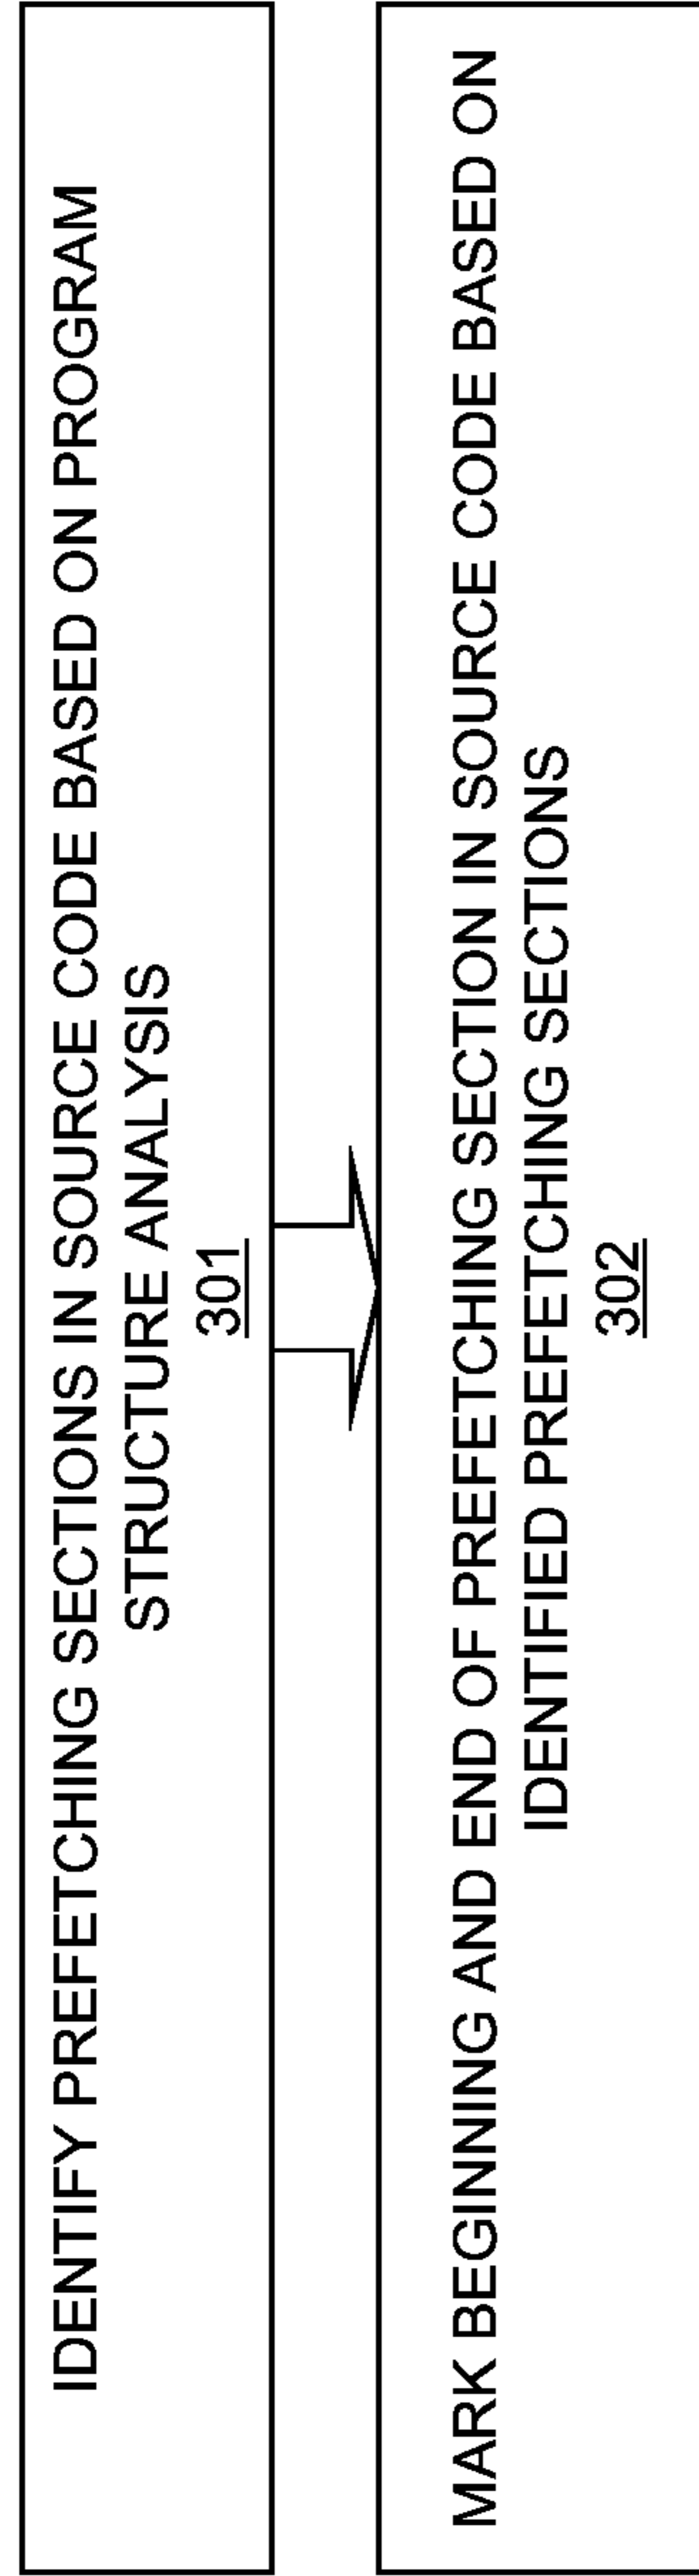 IDENTIFY PREFETCHING SECTIONS IN SOURCE CODE BASED ON PROGRAM
STRUCTURE ANALYSIS
301
MARK BEGINNING AND END OF PREFETCHING SECTION IN SOURCE CODE BASED ON
IDENTIFIED PREFETCHING SECTIONS
302